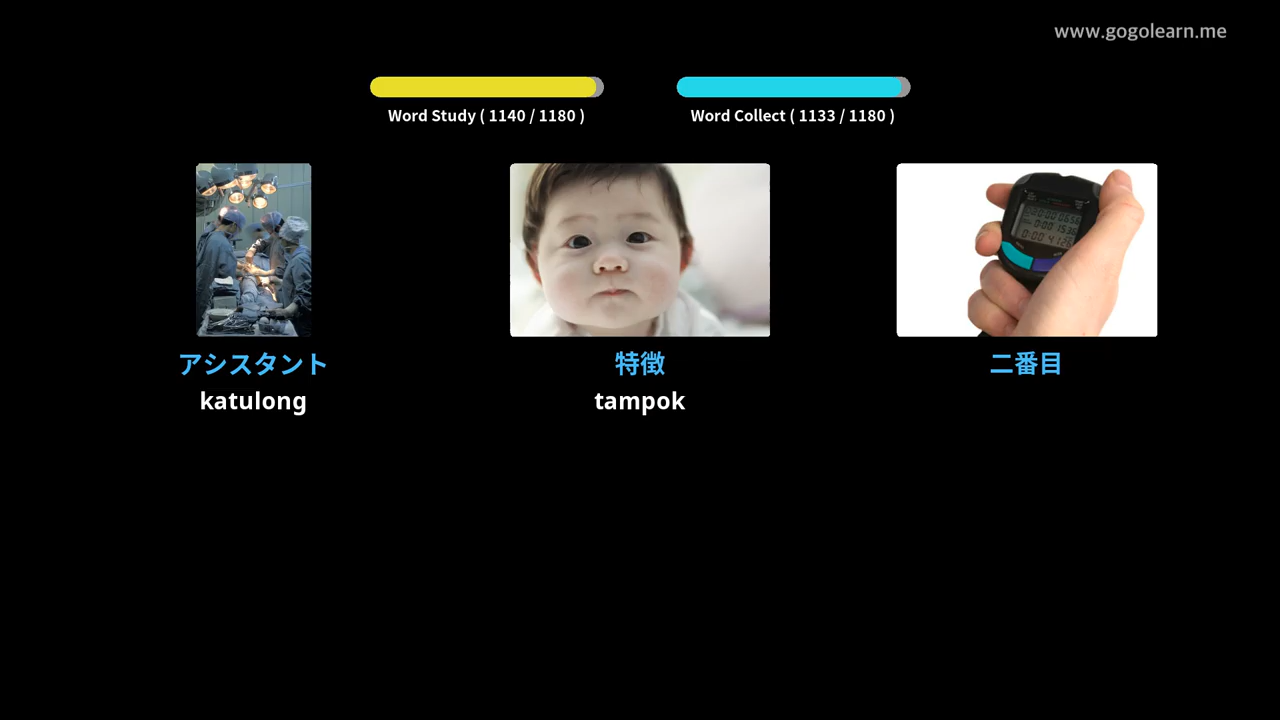 www.gogolearn.me
Word Study ( 1140 / 1180 )
Word Collect ( 1133 / 1180 )
アシスタント
katulong
特徴
tampok
二番目